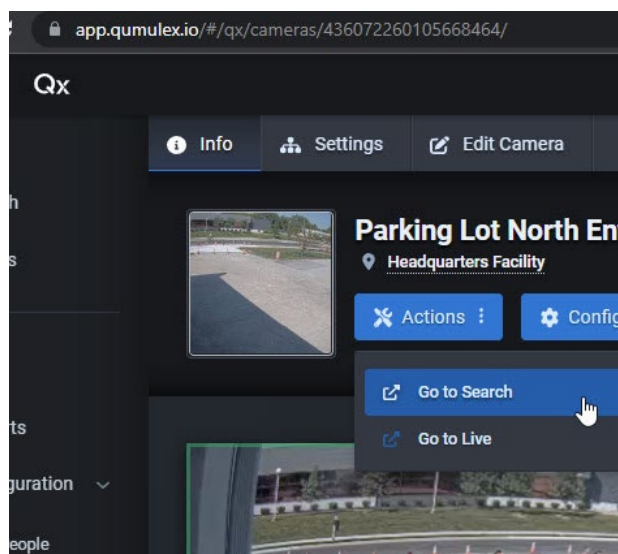 app.qumulex.io/#/qx/cameras/436072260105668464/
Qx
Info
Settings
Edit Camera
h
s
Parking Lot North En
Headquarters Facility
Actions
Config
Go to Search
Go to Live
ts
guration
eople